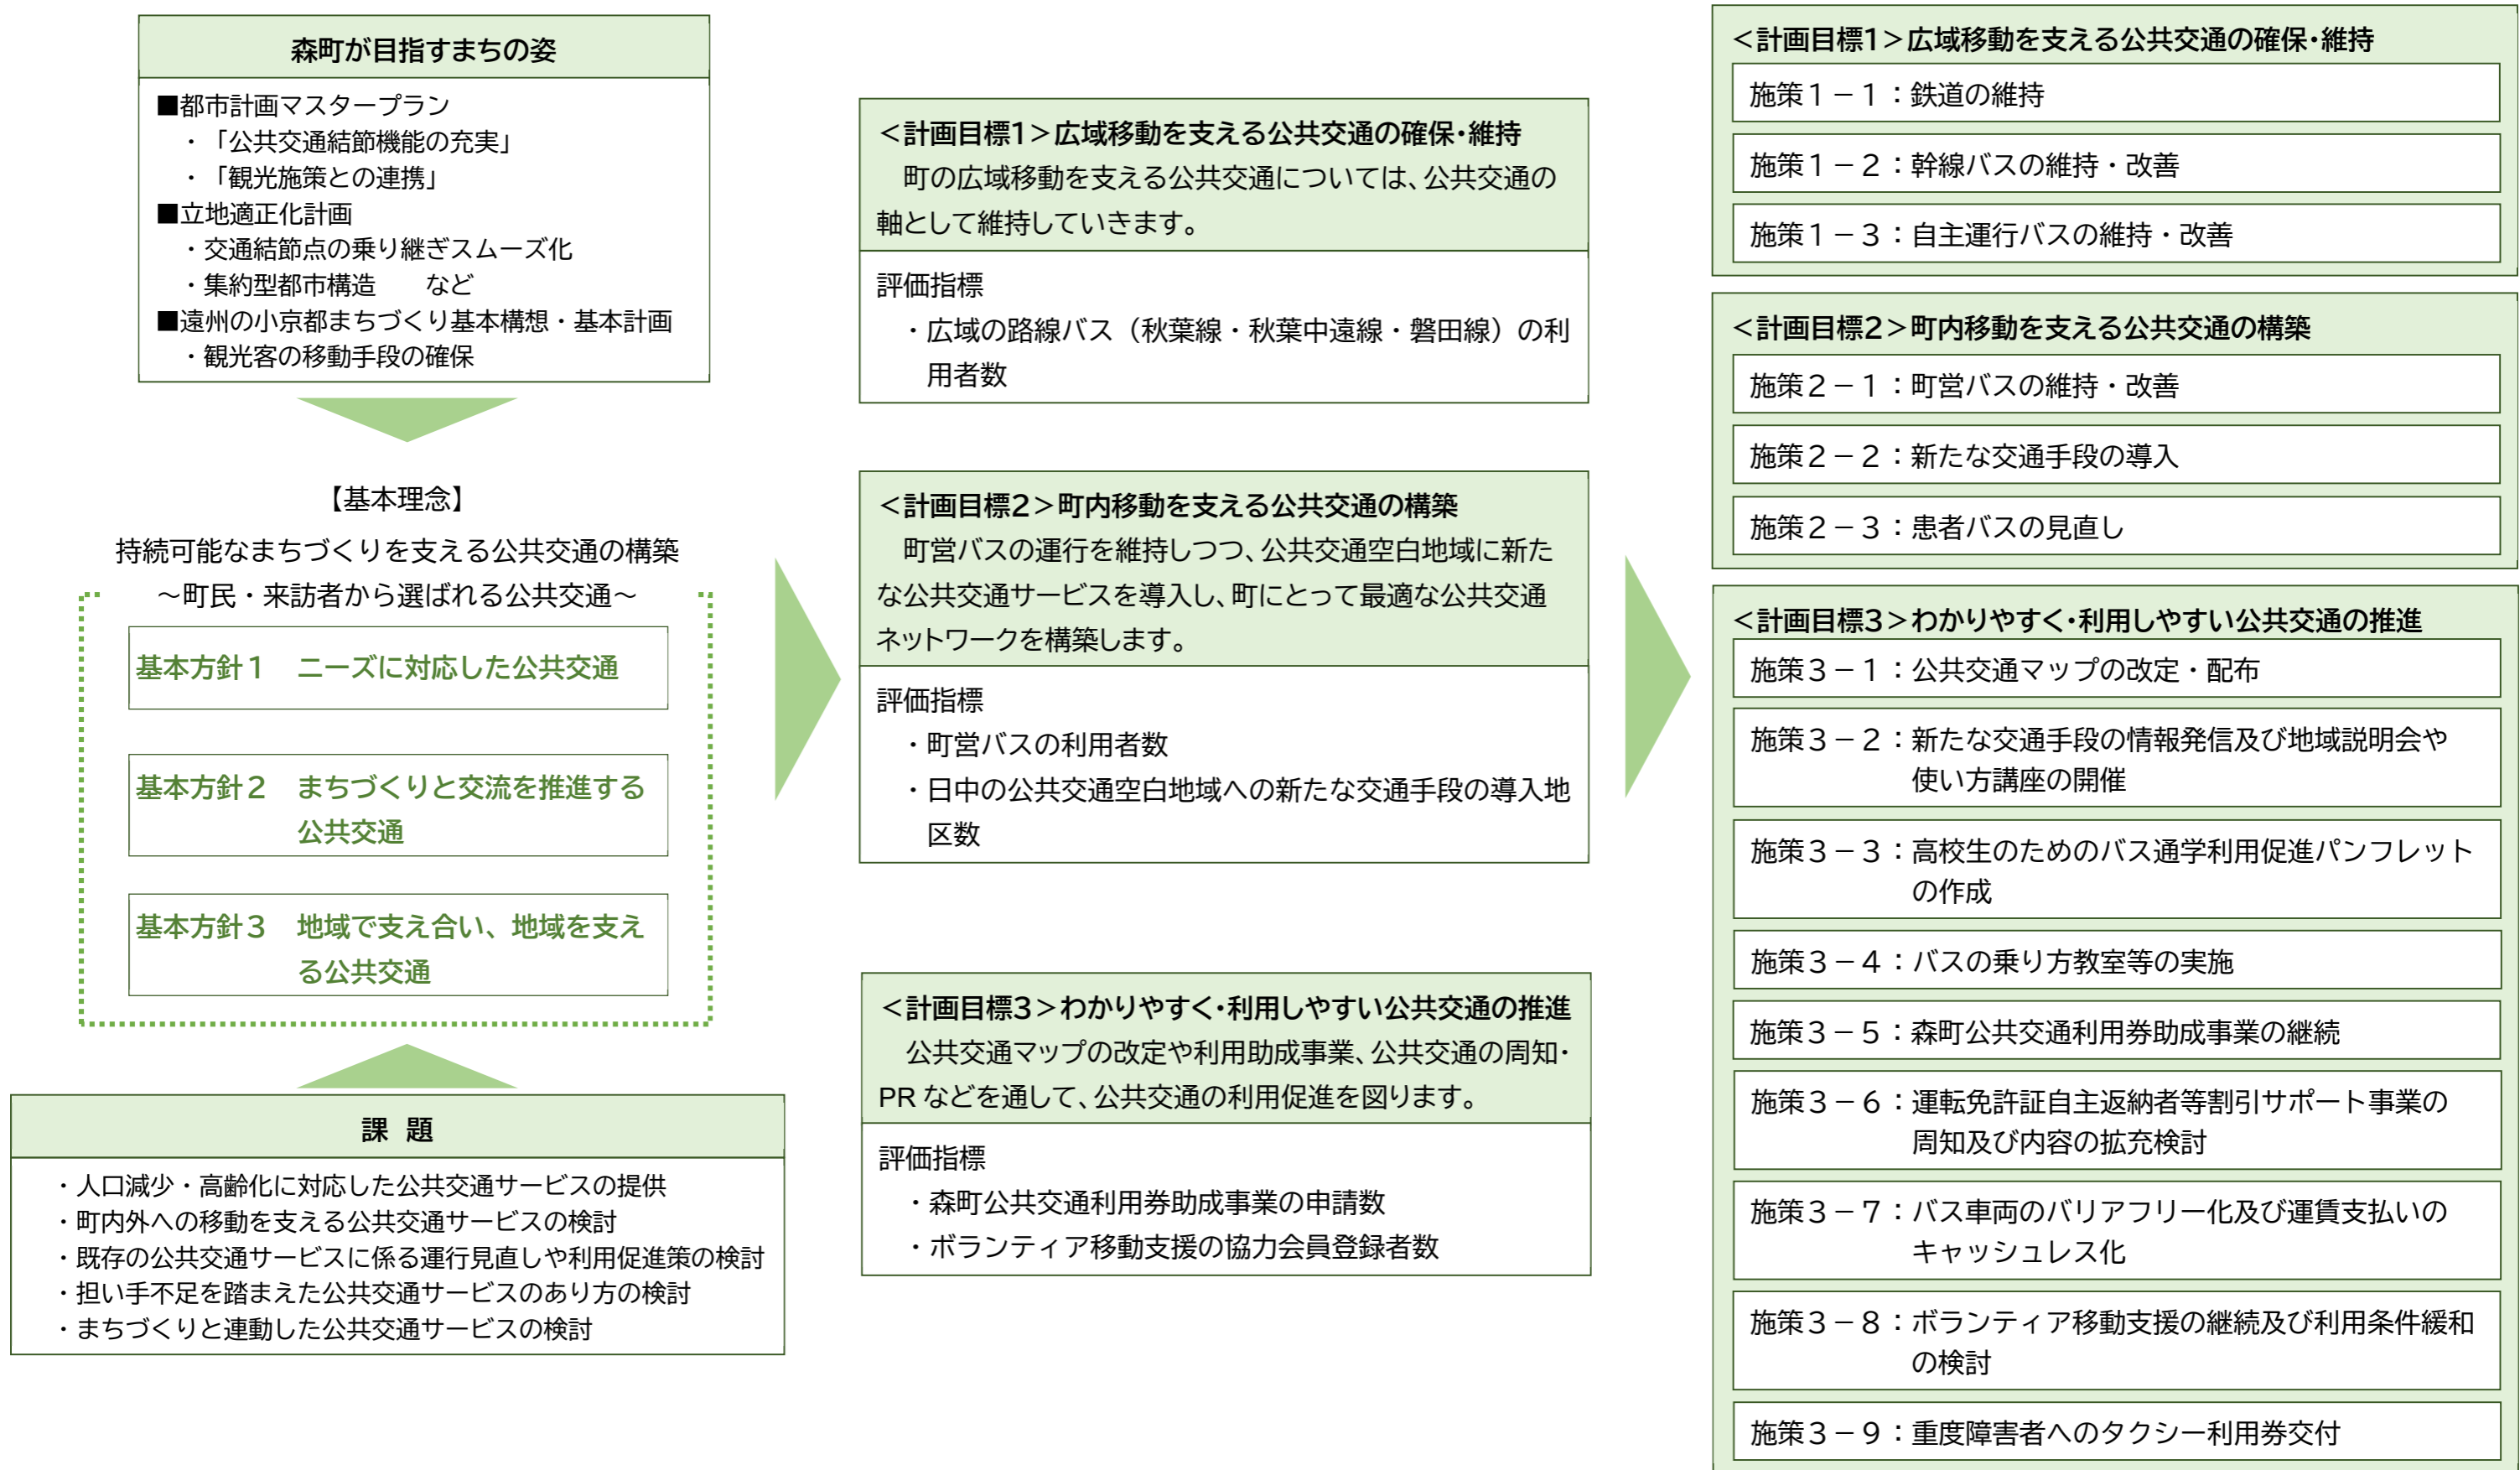 森町が目指すまちの姿
■都市計画マスタープラン
・「公共交通結節機能の充実」
・「観光施策との連携」
■立地適正化計画
・交通結節点の乗り継ぎスムーズ化
・集約型都市構造　　など
■遠州の小京都まちづくり基本構想・基本計画
・観光客の移動手段の確保
【基本理念】
持続可能なまちづくりを支える公共交通の構築
～町民・来訪者から選ばれる公共交通～
基本方針１　ニーズに対応した公共交通
基本方針２　まちづくりと交流を推進する
公共交通
基本方針３　地域で支え合い、地域を支え
る公共交通
課 題
・人口減少・高齢化に対応した公共交通サービスの提供
・町内外への移動を支える公共交通サービスの検討
・既存の公共交通サービスに係る運行見直しや利用促進策の検討
・担い手不足を踏まえた公共交通サービスのあり方の検討
・まちづくりと連動した公共交通サービスの検討
＜計画目標1＞広域移動を支える公共交通の確保・維持
町の広域移動を支える公共交通については、公共交通の
軸として維持していきます。
評価指標
・広域の路線バス（秋葉線・秋葉中遠線・磐田線）の利
用者数
＜計画目標2＞町内移動を支える公共交通の構築
町営バスの運行を維持しつつ、公共交通空白地域に新た
な公共交通サービスを導入し、町にとって最適な公共交通
ネットワークを構築します。
評価指標
・町営バスの利用者数
・日中の公共交通空白地域への新たな交通手段の導入地
区数
＜計画目標3＞わかりやすく・利用しやすい公共交通の推進
公共交通マップの改定や利用助成事業、公共交通の周知・
PR などを通して、公共交通の利用促進を図ります。
評価指標
・森町公共交通利用券助成事業の申請数
・ボランティア移動支援の協力会員登録者数
＜計画目標1＞広域移動を支える公共交通の確保・維持
施策１－１：鉄道の維持
施策１－２：幹線バスの維持・改善
施策１－３：自主運行バスの維持・改善
＜計画目標2＞町内移動を支える公共交通の構築
施策２－１：町営バスの維持・改善
施策２－２：新たな交通手段の導入
施策２－３：患者バスの見直し
＜計画目標3＞わかりやすく・利用しやすい公共交通の推進
施策３－１：公共交通マップの改定・配布
施策３－２：新たな交通手段の情報発信及び地域説明会や
使い方講座の開催
施策３－３：高校生のためのバス通学利用促進パンフレット
の作成
施策３－４：バスの乗り方教室等の実施
施策３－５：森町公共交通利用券助成事業の継続
施策３－６：運転免許証自主返納者等割引サポート事業の
周知及び内容の拡充検討
施策３－７：バス車両のバリアフリー化及び運賃支払いの
キャッシュレス化
施策３－８：ボランティア移動支援の継続及び利用条件緩和
の検討
施策３－９：重度障害者へのタクシー利用券交付